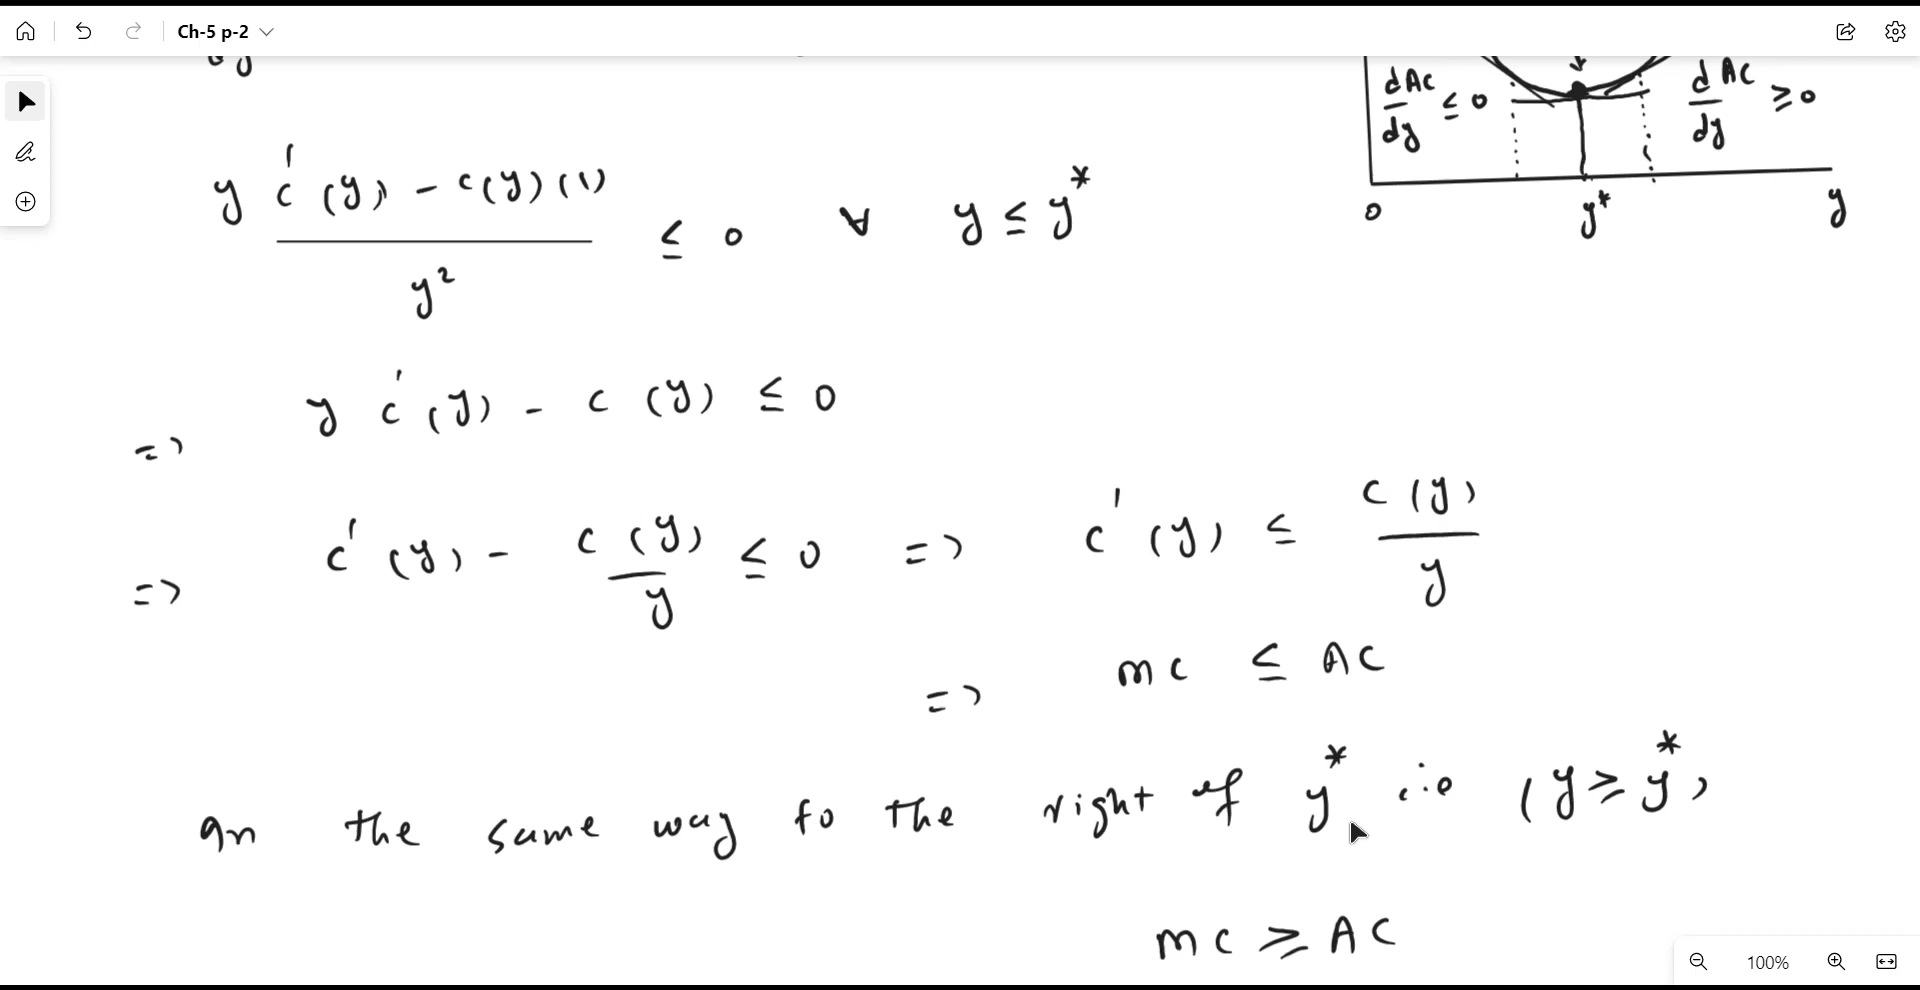 Ch-5 p-2
dAC/dy ≤ 0
dAC/dy ≥ 0
0 y* y
(y c'(y) - c(y)(1))/y² ≤ 0 ∀ y ≤ y*
=> y c'(y) - c(y) ≤ 0
=> c'(y) - c(y)/y ≤ 0 => c'(y) ≤ c(y)/y
=> mc ≤ AC
In the same way to the right of y* i.e (y ≥ y*)
mc ≥ AC
100%